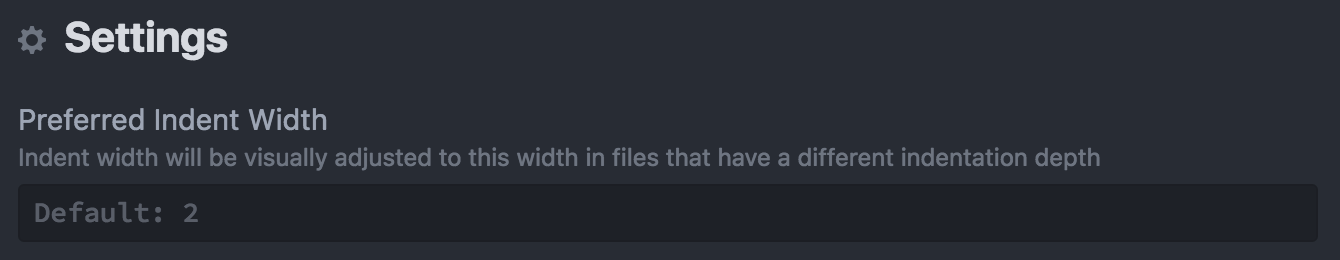 Settings
Preferred Indent Width
Indent width will be visually adjusted to this width in files that have a different indentation depth
Default: 2